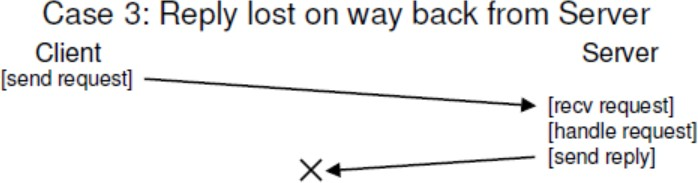 Case 3: Reply lost on way back from Server
Client Server
[send request]
[recv request]
[handle request]
[send reply]